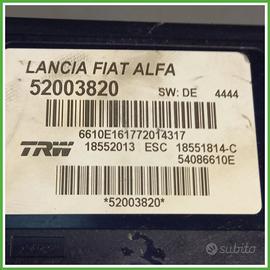 LANCIA FIAT ALFA
52003820 SW: DE 4444
6610E161772014317
TRW 18552013 ESC 18551814-C
54086610E
*52003820*
subito